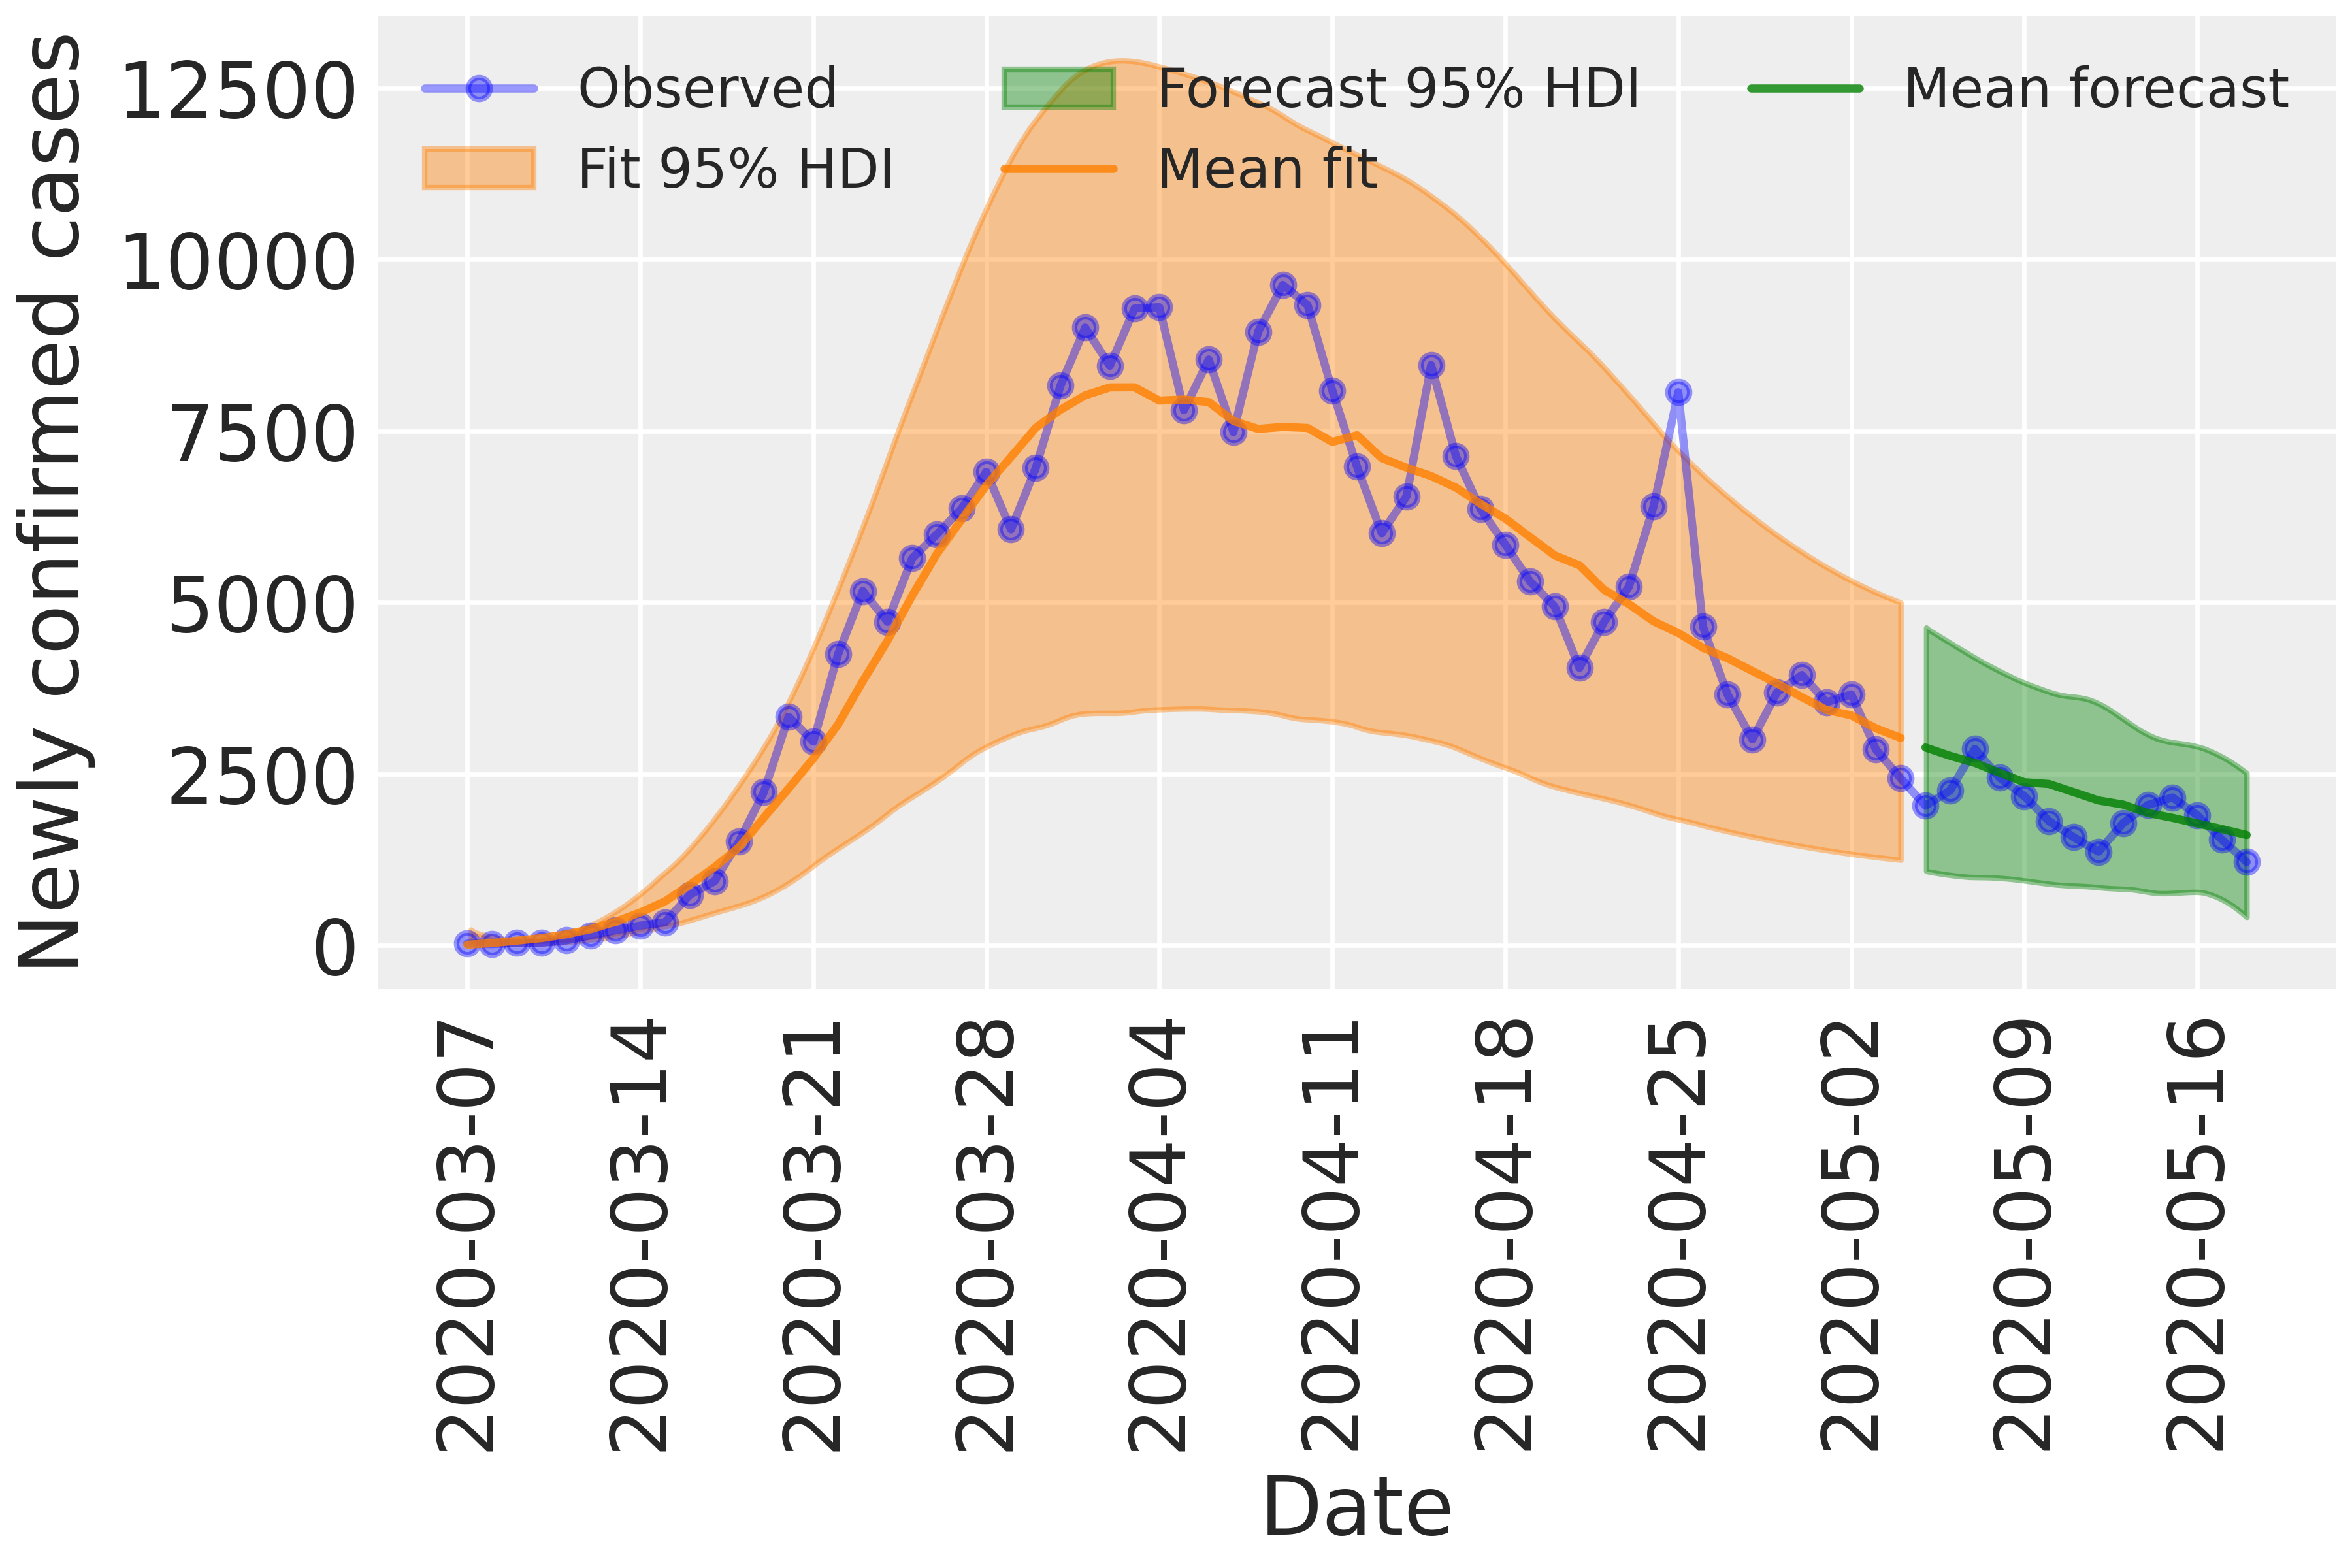 Newly confirmed cases
12500
10000
7500
5000
2500
0
Observed
Fit 95% HDI
Forecast 95% HDI
Mean fit
Mean forecast
2020-03-07
2020-03-14
2020-03-21
2020-03-28
2020-04-04
2020-04-11
2020-04-18
2020-04-25
2020-05-02
2020-05-09
2020-05-16
Date